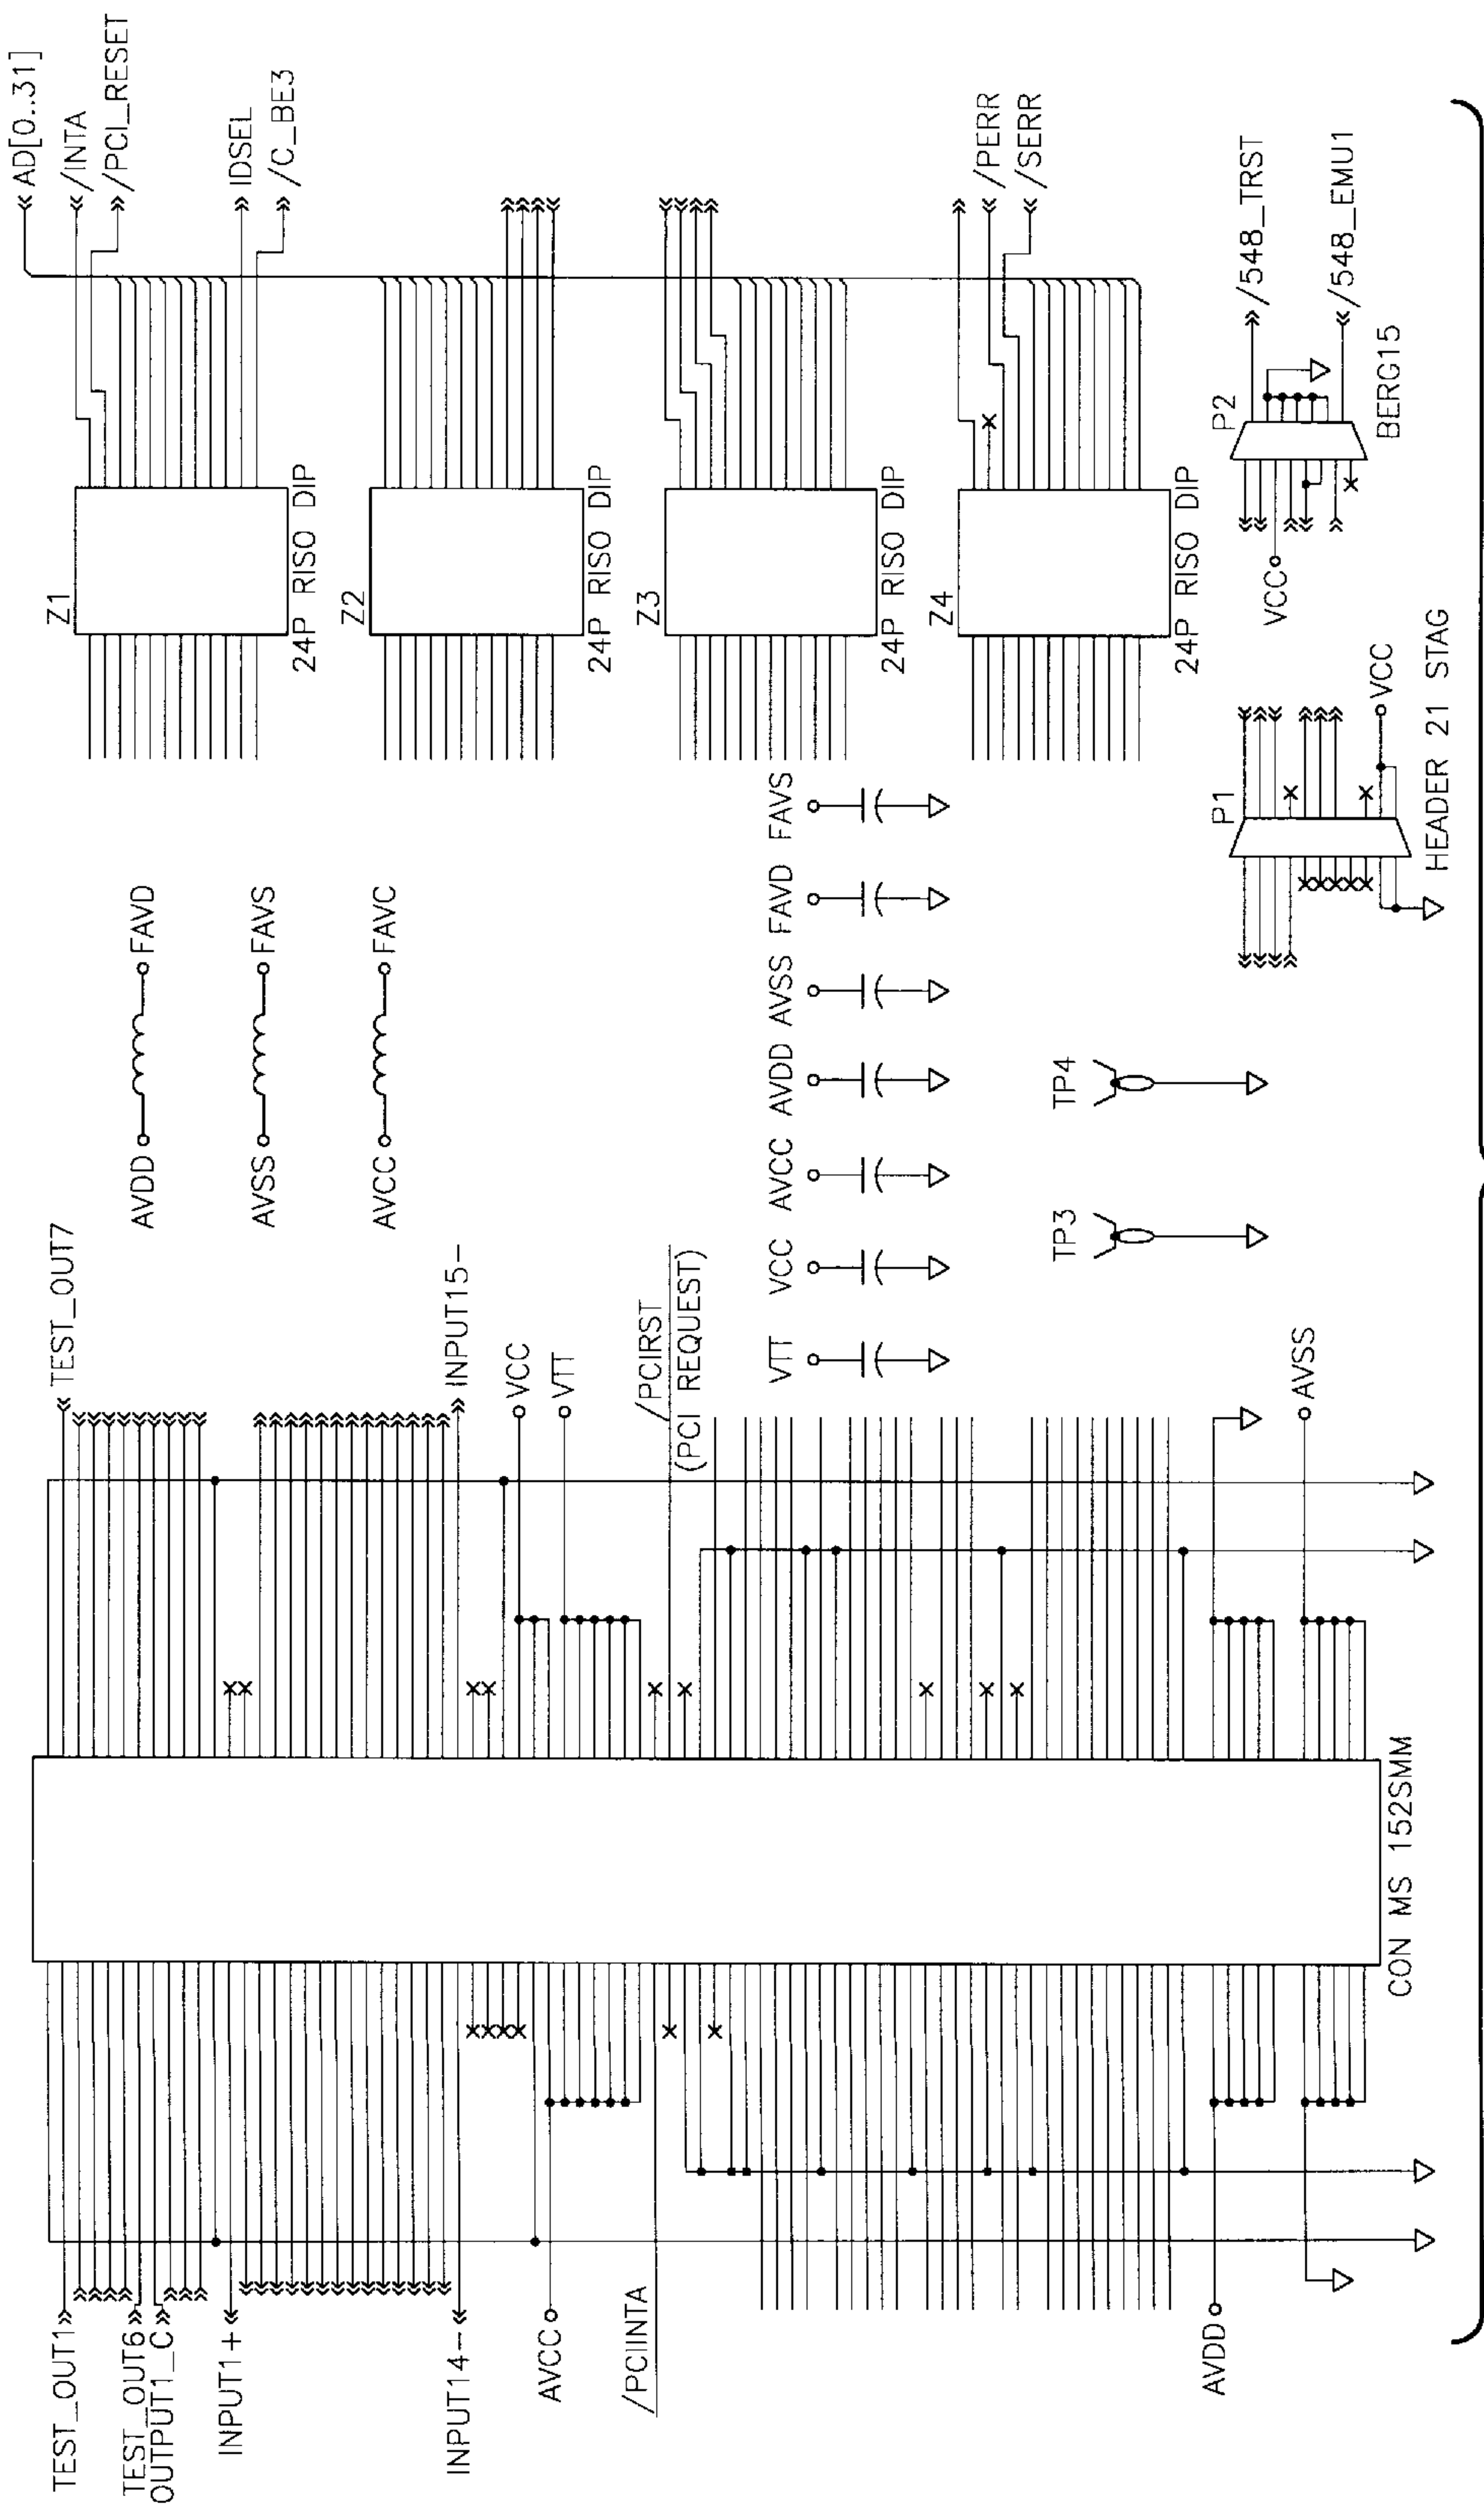 TEST_OUT1
TEST_OUT6
OUTPUT1_C
INPUT1+
INPUT14-
AVCC
/PCIINTA
AVDD
CON MS 152SMM
TEST_OUT7
INPUT15-
VCC
VTT
/PCIRST
(PCI REQUEST)
AVSS
AVDD
FAVD
AVSS
FAVS
AVCC
FAVC
VTT
VCC
AVCC
AVDD
AVSS
FAVD
FAVS
TP3
TP4
P1
VCC
HEADER 21 STAG
Z1
24P RISO DIP
Z2
24P RISO DIP
Z3
24P RISO DIP
Z4
24P RISO DIP
AD[0..31]
/INTA
/PCI_RESET
IDSEL
/C_BE3
/PERR
/SERR
P2
VCC
/548_TRST
/548_EMU1
BERG15